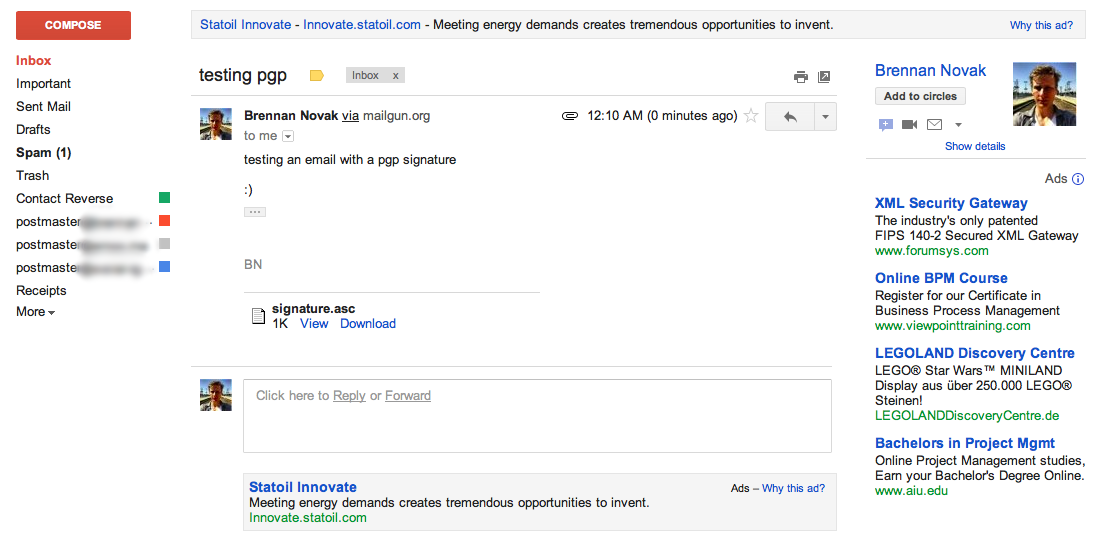 COMPOSE
Inbox
Important
Sent Mail
Drafts
Spam (1)
Trash
Contact Reverse
postmaster
postmaster
postmaster
Receipts
More
Statoil Innovate - Innovate.statoil.com - Meeting energy demands creates tremendous opportunities to invent. Why this ad?
testing pgp Inbox x
Brennan Novak via mailgun.org 12:10 AM (0 minutes ago)
to me
testing an email with a pgp signature
:)
...
BN
signature.asc
1K View Download
Click here to Reply or Forward
Statoil Innovate Ads – Why this ad?
Meeting energy demands creates tremendous opportunities to invent.
Innovate.statoil.com
Brennan Novak
Add to circles
Show details
Ads
XML Security Gateway
The industry's only patented
FIPS 140-2 Secured XML Gateway
www.forumsys.com
Online BPM Course
Register for our Certificate in
Business Process Management
www.viewpointtraining.com
LEGOLAND Discovery Centre
LEGO® Star Wars™ MINILAND
Display aus über 250.000 LEGO®
Steinen!
LEGOLANDDiscoveryCentre.de
Bachelors in Project Mgmt
Online Project Management studies,
Earn your Bachelor's Degree Online.
www.aiu.edu